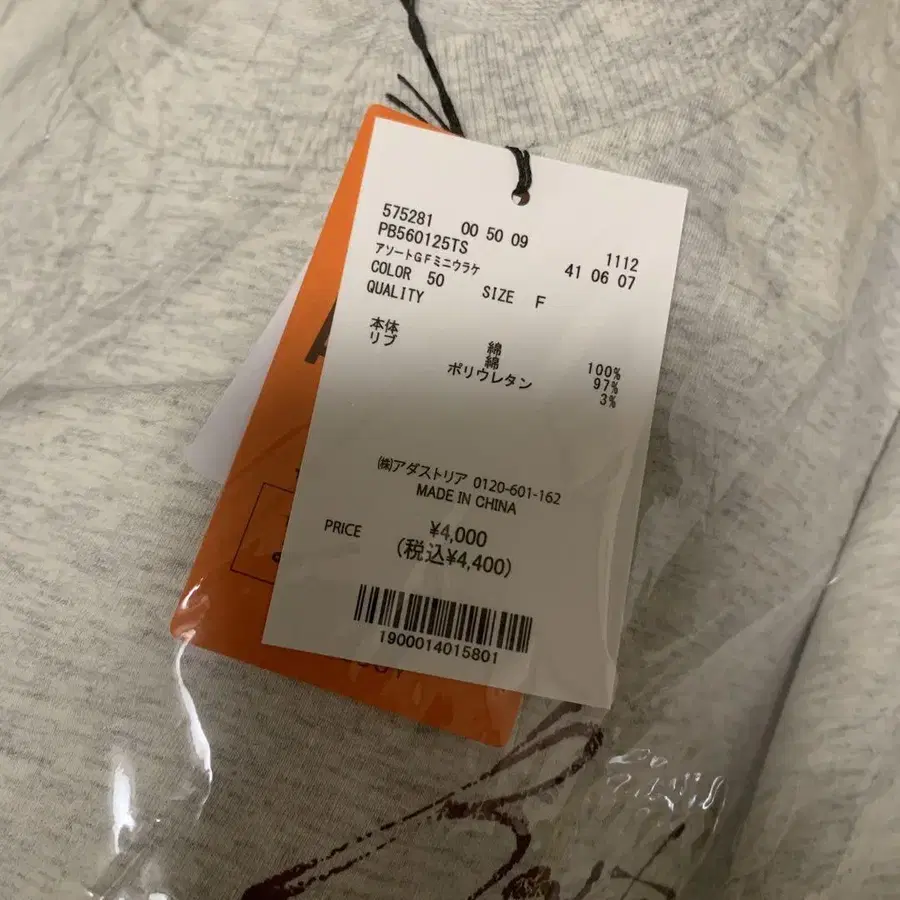 575281 00 50 09 1112
PB560125TS 41 06 07
アソートGFミニウラケ
COLOR 50 SIZE F
QUALITY
本体 綿 100%
リブ 綿 97%
ポリウレタン 3%
㈱アダストリア 0120-601-162
MADE IN CHINA
PRICE ¥4,000
(税込¥4,400)
1900014015801